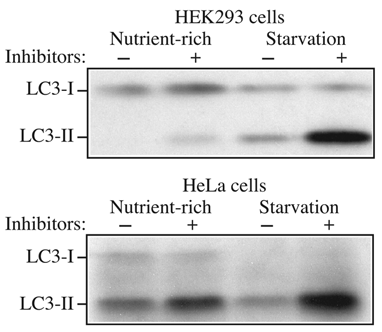 HEK293 cells
Nutrient-rich Starvation
Inhibitors: – + – +
LC3-I
LC3-II
HeLa cells
Nutrient-rich Starvation
Inhibitors: – + – +
LC3-I
LC3-II